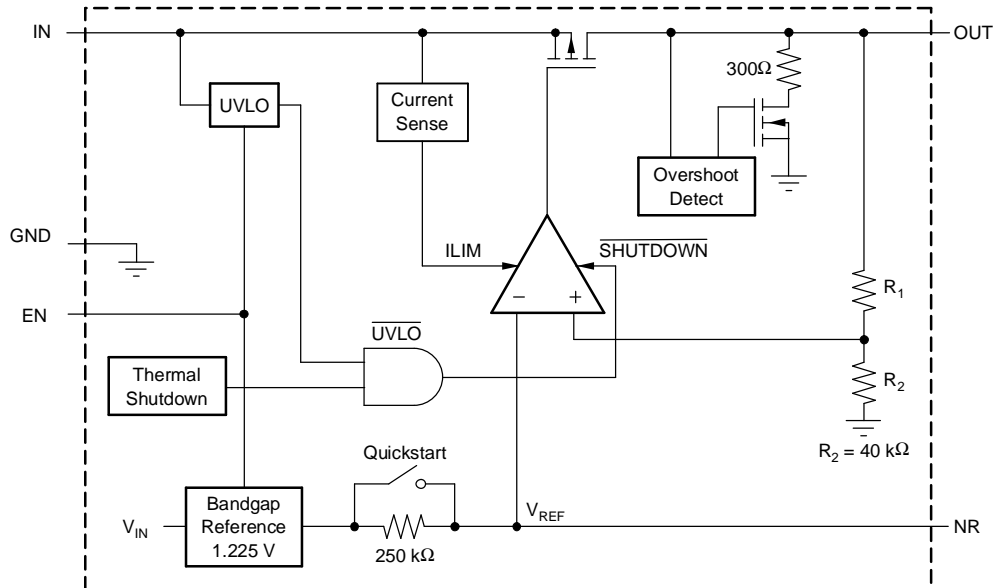 IN
OUT
300Ω
UVLO
Current
Sense
Overshoot
Detect
GND
ILIM
SHUTDOWN
R1
EN
− +
UVLO
Thermal
Shutdown
R2
R2 = 40 kΩ
Quickstart
VIN
Bandgap
Reference
1.225 V
VREF
NR
250 kΩ